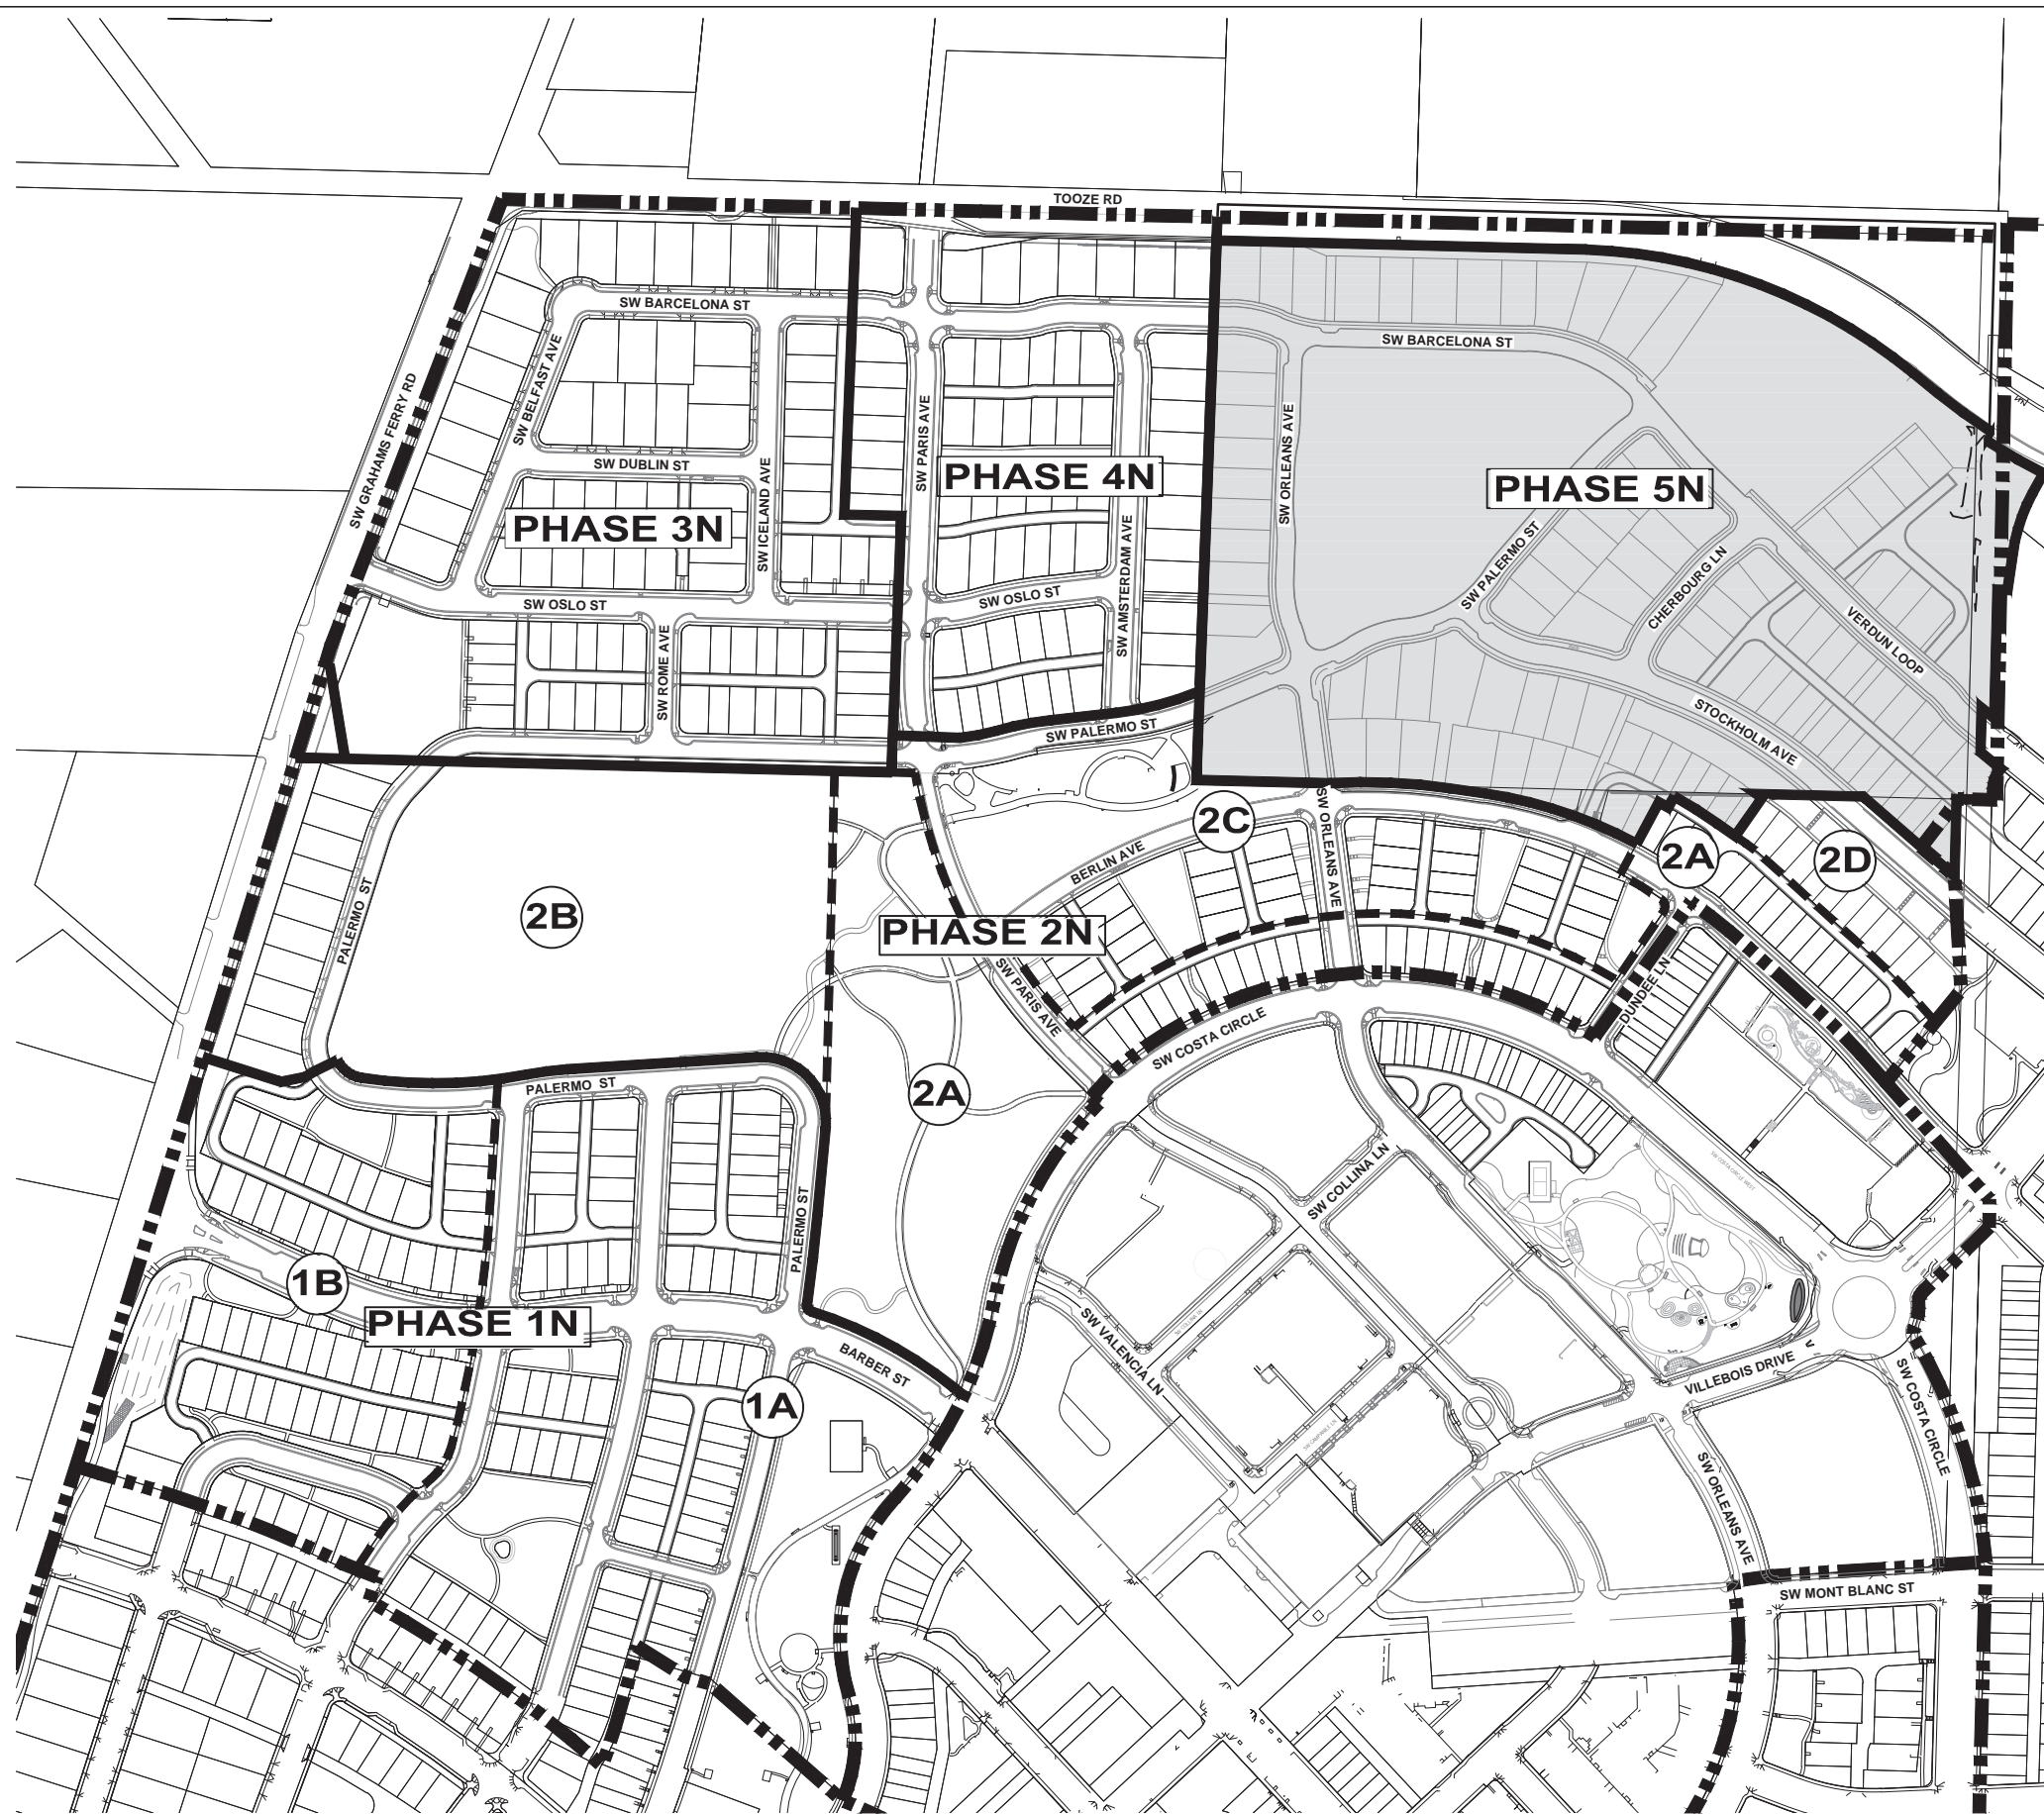 TOOZE RD
SW BARCELONA ST
SW BARCELONA ST
SW BELFAST AVE
SW GRAHAMS FERRY RD
SW DUBLIN ST
SW ICELAND AVE
SW PARIS AVE
SW ORLEANS AVE
PHASE 4N
PHASE 5N
PHASE 3N
SW AMSTERDAM AVE
SW PALERMO ST
CHERBOURG LN
VERDUN LOOP
SW OSLO ST
SW OSLO ST
SW ROME AVE
SW PALERMO ST
STOCKHOLM AVE
2C
SW ORLEANS AVE
BERLIN AVE
2A
2D
PALERMO ST
2B
PHASE 2N
SW PARIS AVE
DUNDEE LN
SW COSTA CIRCLE
PALERMO ST
2A
SW COSTA CIRCLE WEST
SW COLLINA LN
PALERMO ST
1B
PHASE 1N
BARBER ST
SW VALENCIA LN
VILLEBOIS DRIVE
SW COSTA CIRCLE
1A
SW ORLEANS AVE
SW MONT BLANC ST